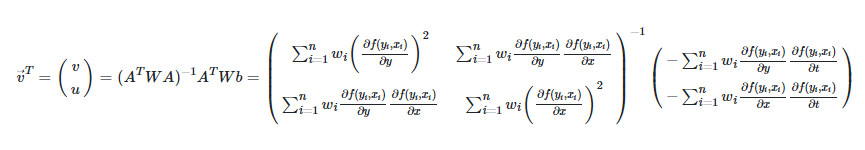 $\vec{v}^T = \begin{pmatrix} v \\ u \end{pmatrix} = (A^T W A)^{-1} A^T W b = \begin{pmatrix} \sum_{i=1}^{n} w_i \left( \frac{\partial f(y_i, x_i)}{\partial y} \right)^2 & \sum_{i=1}^{n} w_i \frac{\partial f(y_i, x_i)}{\partial y} \frac{\partial f(y_i, x_i)}{\partial x} \\ \sum_{i=1}^{n} w_i \frac{\partial f(y_i, x_i)}{\partial y} \frac{\partial f(y_i, x_i)}{\partial x} & \sum_{i=1}^{n} w_i \left( \frac{\partial f(y_i, x_i)}{\partial x} \right)^2 \end{pmatrix}^{-1} \begin{pmatrix} -\sum_{i=1}^{n} w_i \frac{\partial f(y_i, x_i)}{\partial y} \frac{\partial f(y_i, x_i)}{\partial t} \\ -\sum_{i=1}^{n} w_i \frac{\partial f(y_i, x_i)}{\partial x} \frac{\partial f(y_i, x_i)}{\partial t} \end{pmatrix}$